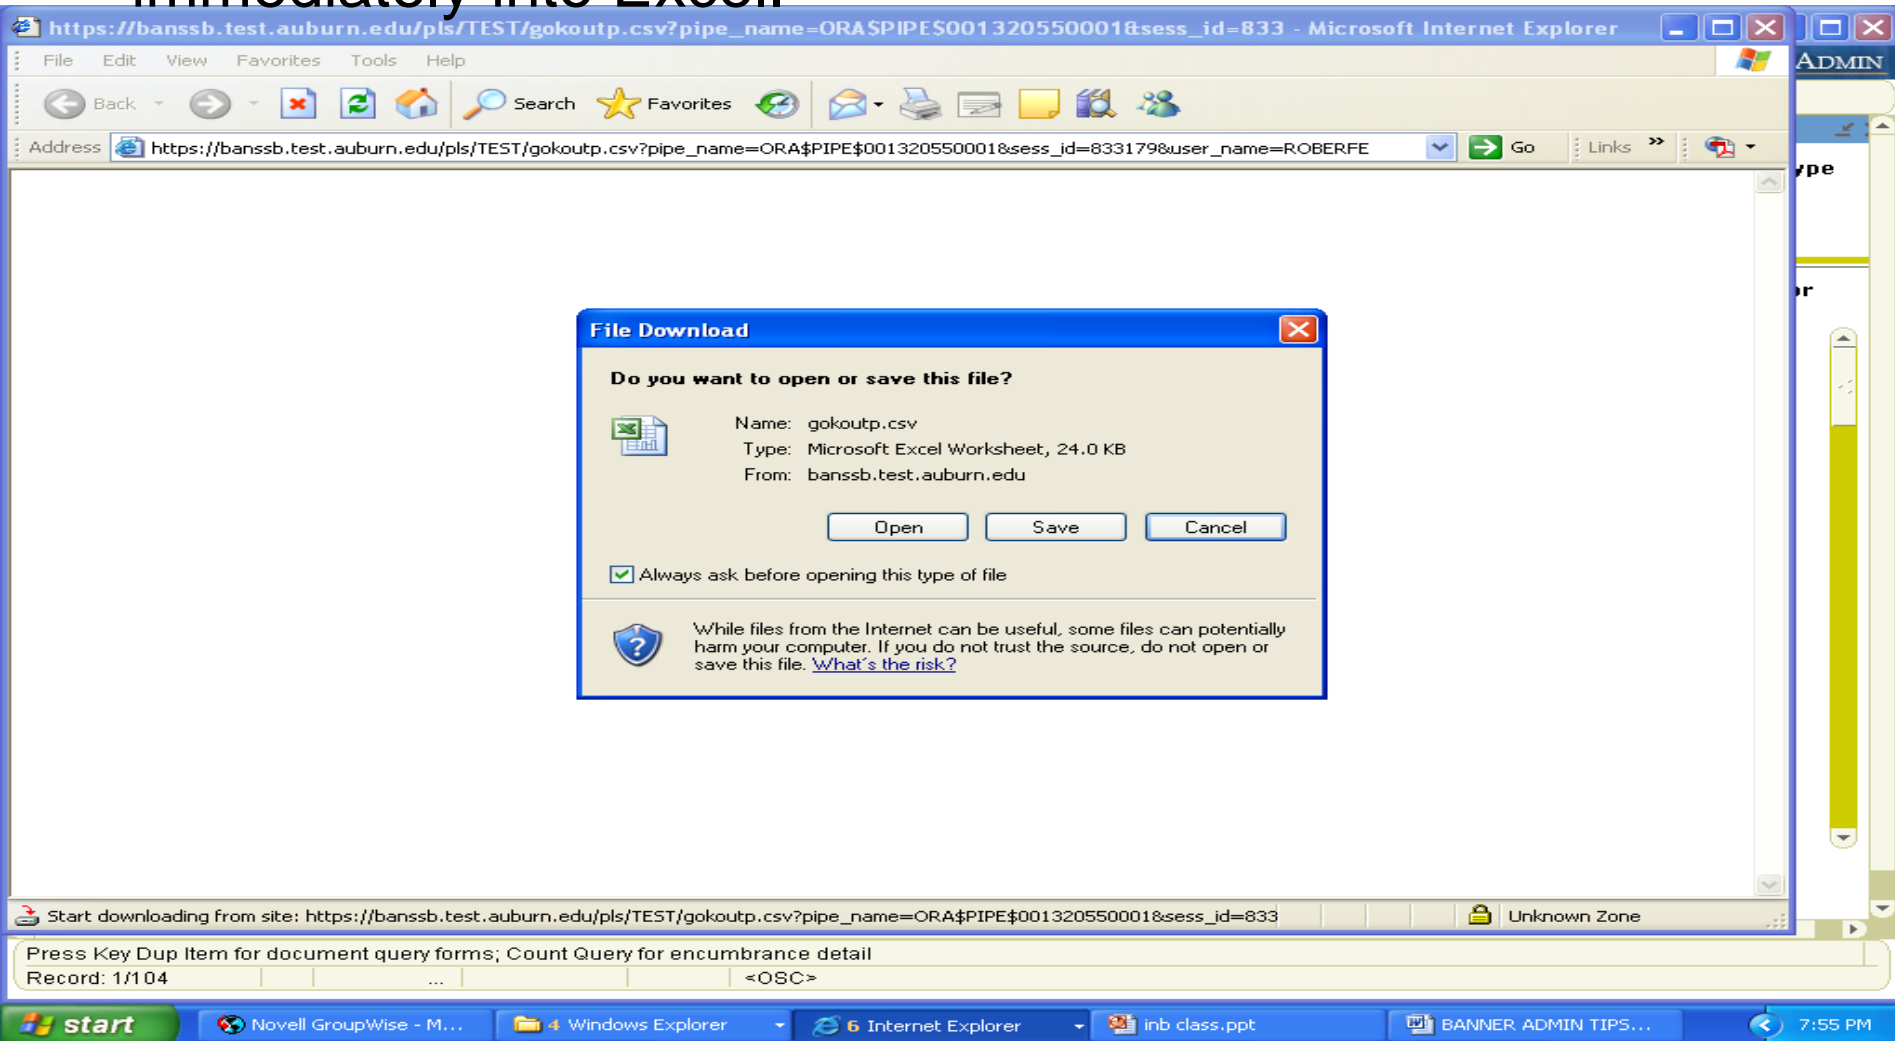 https://banssb.test.auburn.edu/pls/TEST/gokoutp.csv?pipe_name=ORA$PIPE$001320550001&sess_id=833 - Microsoft Internet Explorer
File Edit View Favorites Tools Help
ADMIN
Back Search Favorites
Address https://banssb.test.auburn.edu/pls/TEST/gokoutp.csv?pipe_name=ORA$PIPE$001320550001&sess_id=833179&user_name=ROBERFE Go Links »
File Download
Do you want to open or save this file?
Name: gokoutp.csv
Type: Microsoft Excel Worksheet, 24.0 KB
From: banssb.test.auburn.edu
Open Save Cancel
Always ask before opening this type of file
While files from the Internet can be useful, some files can potentially
harm your computer. If you do not trust the source, do not open or
save this file. What's the risk?
Start downloading from site: https://banssb.test.auburn.edu/pls/TEST/gokoutp.csv?pipe_name=ORA$PIPE$001320550001&sess_id=833 Unknown Zone
Press Key Dup Item for document query forms; Count Query for encumbrance detail
Record: 1/104 ... <OSC>
start Novell GroupWise - M... 4 Windows Explorer 6 Internet Explorer inb class.ppt BANNER ADMIN TIPS... 7:55 PM